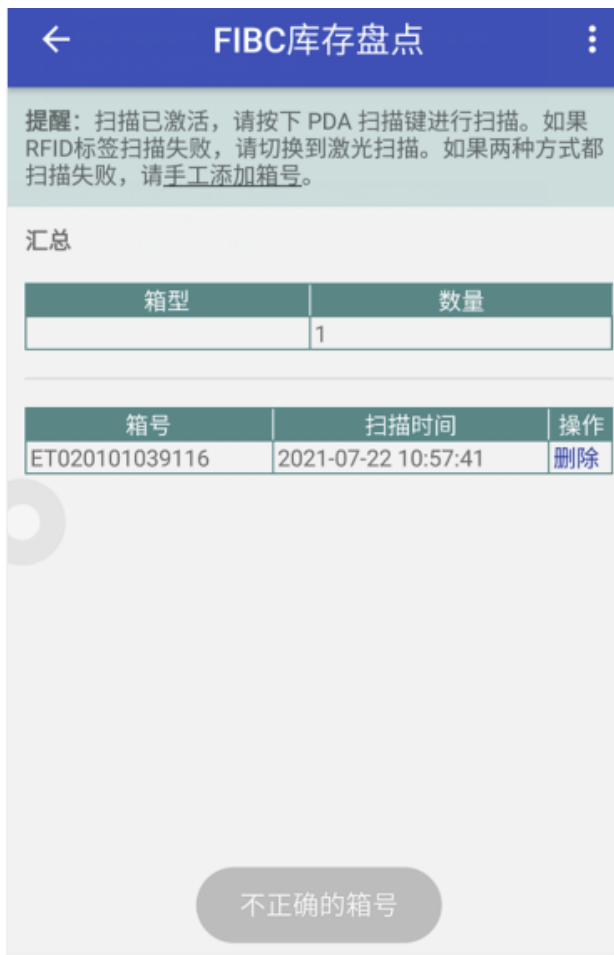 FIBC库存盘点
提醒：扫描已激活，请按下 PDA 扫描键进行扫描。如果
RFID标签扫描失败，请切换到激光扫描。如果两种方式都
扫描失败，请手工添加箱号。
汇总
箱型 数量
1
箱号 扫描时间 操作
ET020101039116 2021-07-22 10:57:41 删除
不正确的箱号